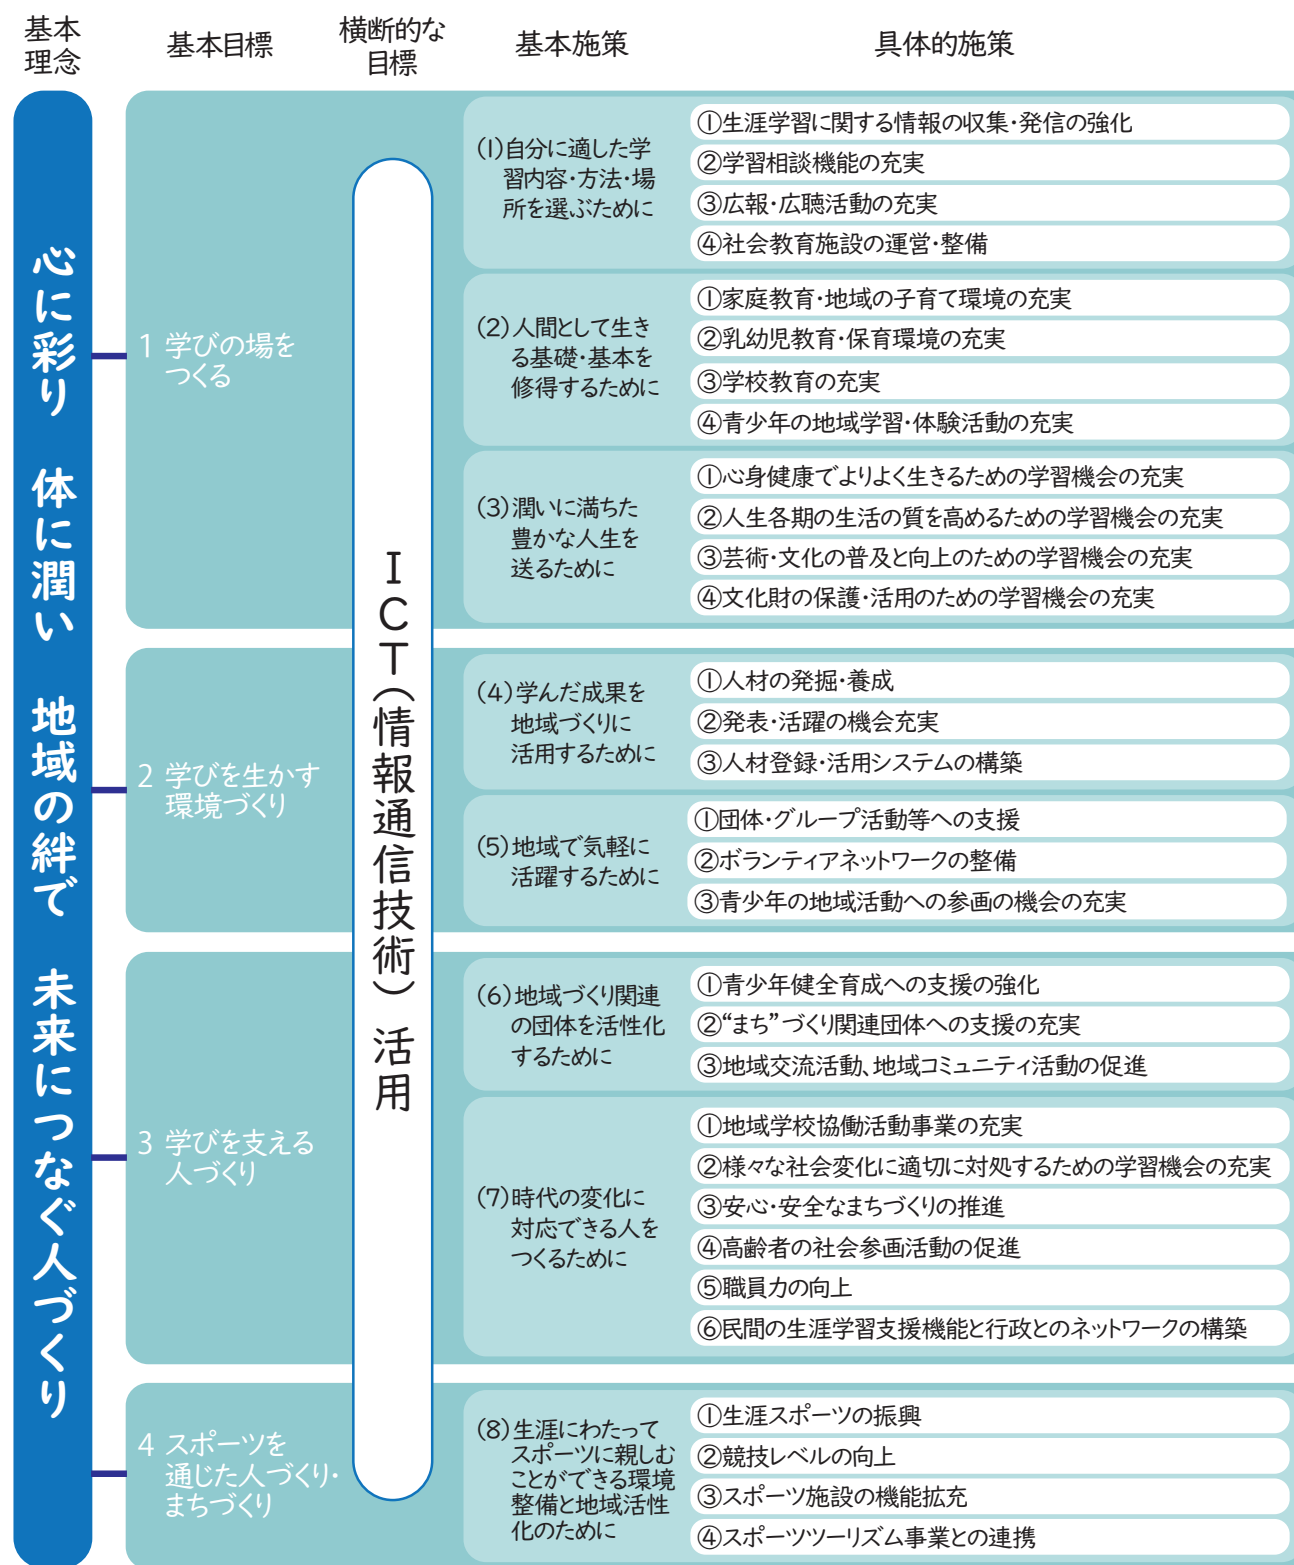 基本
理念
基本目標
横断的な
目標
基本施策
具体的施策
心に彩り 体に潤い 地域の絆で 未来につなぐ人づくり
ICT(情報通信技術)活用
1 学びの場を
つくる
(1)自分に適した学
習内容・方法・場
所を選ぶために
①生涯学習に関する情報の収集・発信の強化
②学習相談機能の充実
③広報・広聴活動の充実
④社会教育施設の運営・整備
(2)人間として生き
る基礎・基本を
修得するために
①家庭教育・地域の子育て環境の充実
②乳幼児教育・保育環境の充実
③学校教育の充実
④青少年の地域学習・体験活動の充実
(3)潤いに満ちた
豊かな人生を
送るために
①心身健康でよりよく生きるための学習機会の充実
②人生各期の生活の質を高めるための学習機会の充実
③芸術・文化の普及と向上のための学習機会の充実
④文化財の保護・活用のための学習機会の充実
2 学びを生かす
環境づくり
(4)学んだ成果を
地域づくりに
活用するために
①人材の発掘・養成
②発表・活躍の機会充実
③人材登録・活用システムの構築
(5)地域で気軽に
活躍するために
①団体・グループ活動等への支援
②ボランティアネットワークの整備
③青少年の地域活動への参画の機会の充実
3 学びを支える
人づくり
(6)地域づくり関連
の団体を活性化
するために
①青少年健全育成への支援の強化
②“まち”づくり関連団体への支援の充実
③地域交流活動、地域コミュニティ活動の促進
(7)時代の変化に
対応できる人を
つくるために
①地域学校協働活動事業の充実
②様々な社会変化に適切に対処するための学習機会の充実
③安心・安全なまちづくりの推進
④高齢者の社会参画活動の促進
⑤職員力の向上
⑥民間の生涯学習支援機能と行政とのネットワークの構築
4 スポーツを
通じた人づくり・
まちづくり
(8)生涯にわたって
スポーツに親しむ
ことができる環境
整備と地域活性
化のために
①生涯スポーツの振興
②競技レベルの向上
③スポーツ施設の機能拡充
④スポーツツーリズム事業との連携